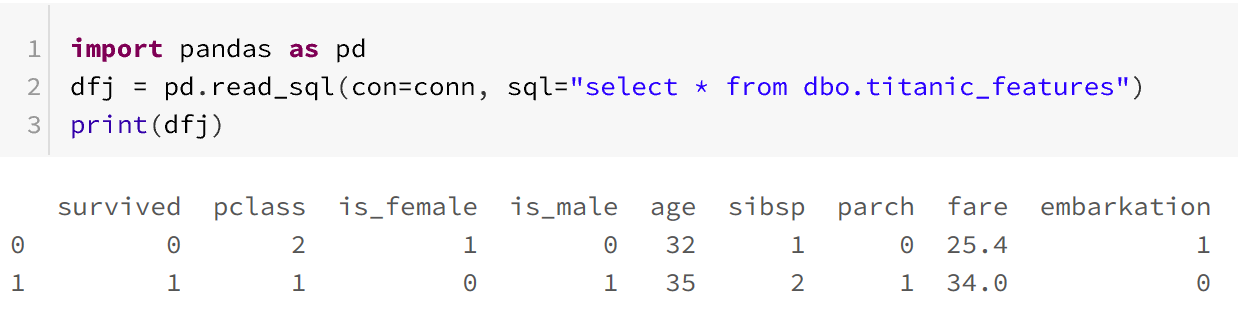 1 import pandas as pd
2 dfj = pd.read_sql(con=conn, sql="select * from dbo.titanic_features")
3 print(dfj)
survived pclass is_female is_male age sibsp parch fare embarkation
0 0 2 1 0 32 1 0 25.4 1
1 1 1 0 1 35 2 1 34.0 0